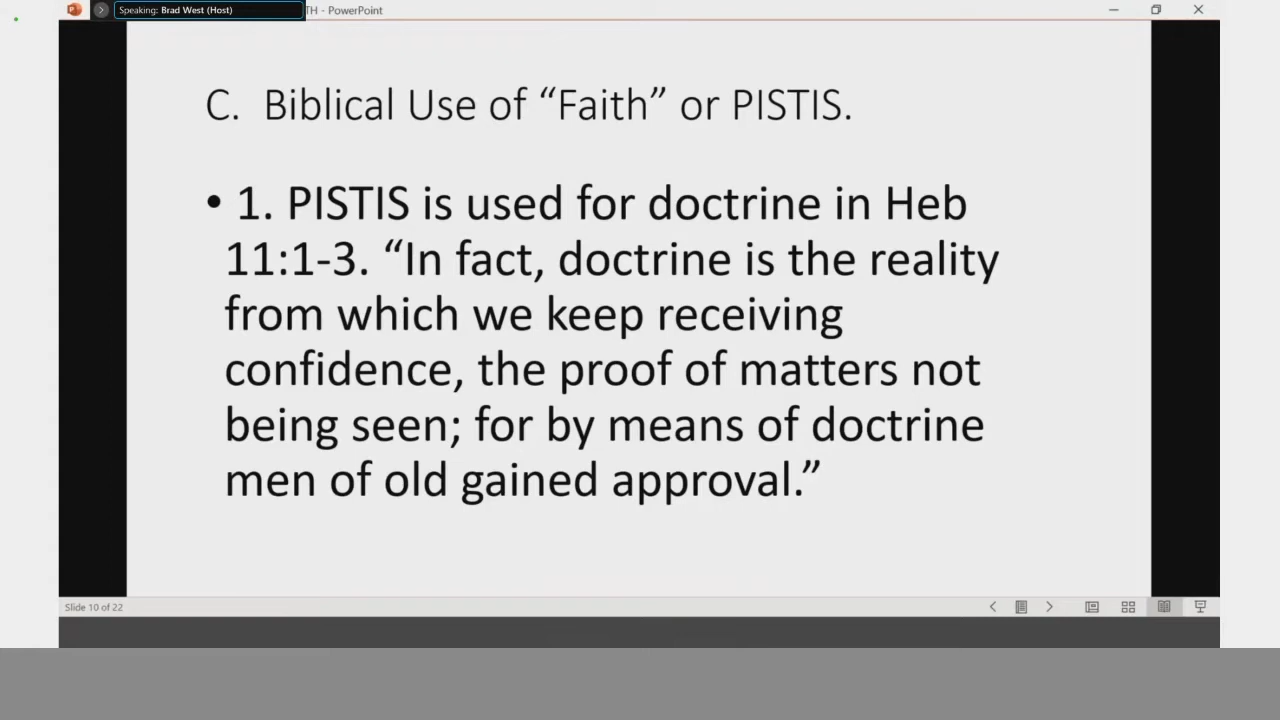 Speaking: Brad West (Host)
TH - PowerPoint
C. Biblical Use of “Faith” or PISTIS.
• 1. PISTIS is used for doctrine in Heb
11:1-3. “In fact, doctrine is the reality
from which we keep receiving
confidence, the proof of matters not
being seen; for by means of doctrine
men of old gained approval.”
Slide 10 of 22